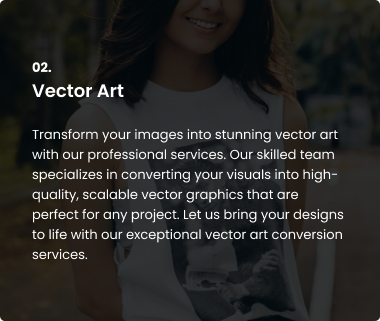 02.
Vector Art
Transform your images into stunning vector art
with our professional services. Our skilled team
specializes in converting your visuals into high-
quality, scalable vector graphics that are
perfect for any project. Let us bring your designs
to life with our exceptional vector art conversion
services.